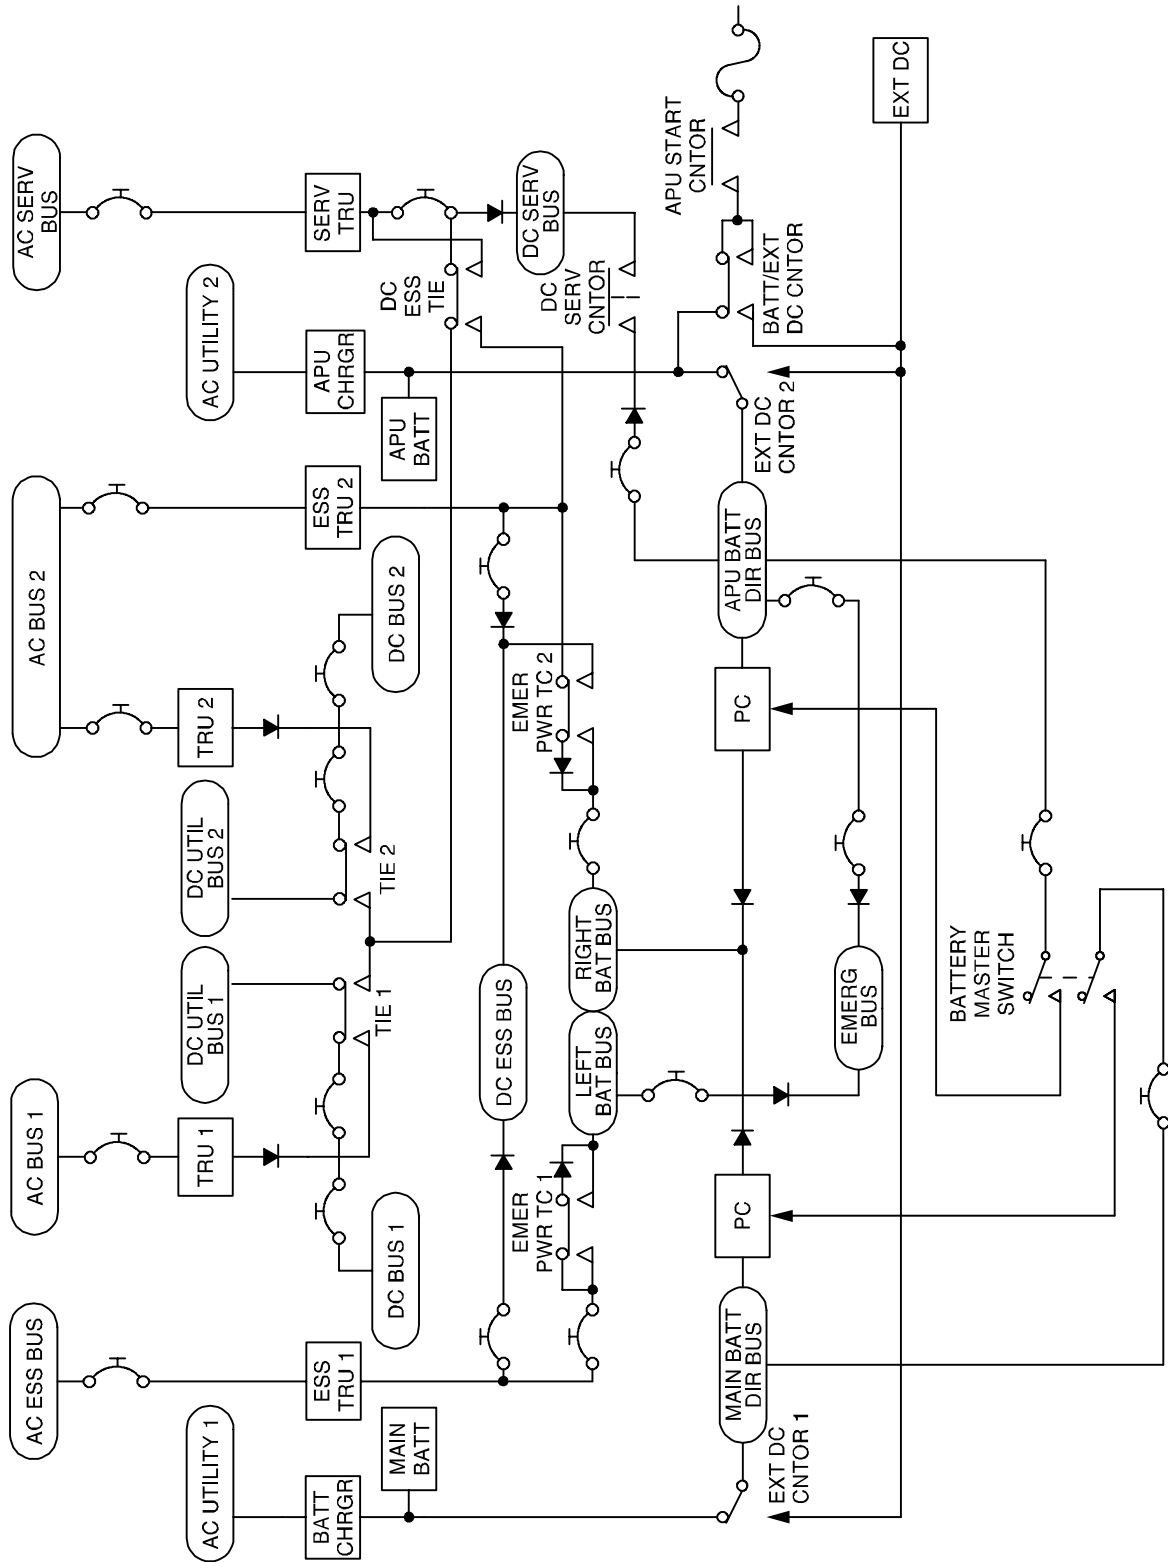 AC UTILITY 1
AC ESS BUS
AC BUS 1
AC BUS 2
AC UTILITY 2
AC SERV
BUS
BATT
CHRGR
MAIN
BATT
ESS
TRU 1
TRU 1
DC BUS 1
DC UTIL
BUS 1
TIE 1
DC UTIL
BUS 2
TIE 2
TRU 2
DC BUS 2
ESS
TRU 2
APU
CHRGR
APU
BATT
SERV
TRU
DC
ESS
TIE
DC SERV
BUS
DC
SERV
CNTOR
DC ESS BUS
EMER
PWR TC 1
LEFT
BAT BUS
RIGHT
BAT BUS
EMER
PWR TC 2
EXT DC
CNTOR 1
MAIN BATT
DIR BUS
PC
PC
APU BATT
DIR BUS
EXT DC
CNTOR 2
BATT/EXT
DC CNTOR
APU START
CNTOR
EXT DC
EMERG
BUS
BATTERY
MASTER
SWITCH